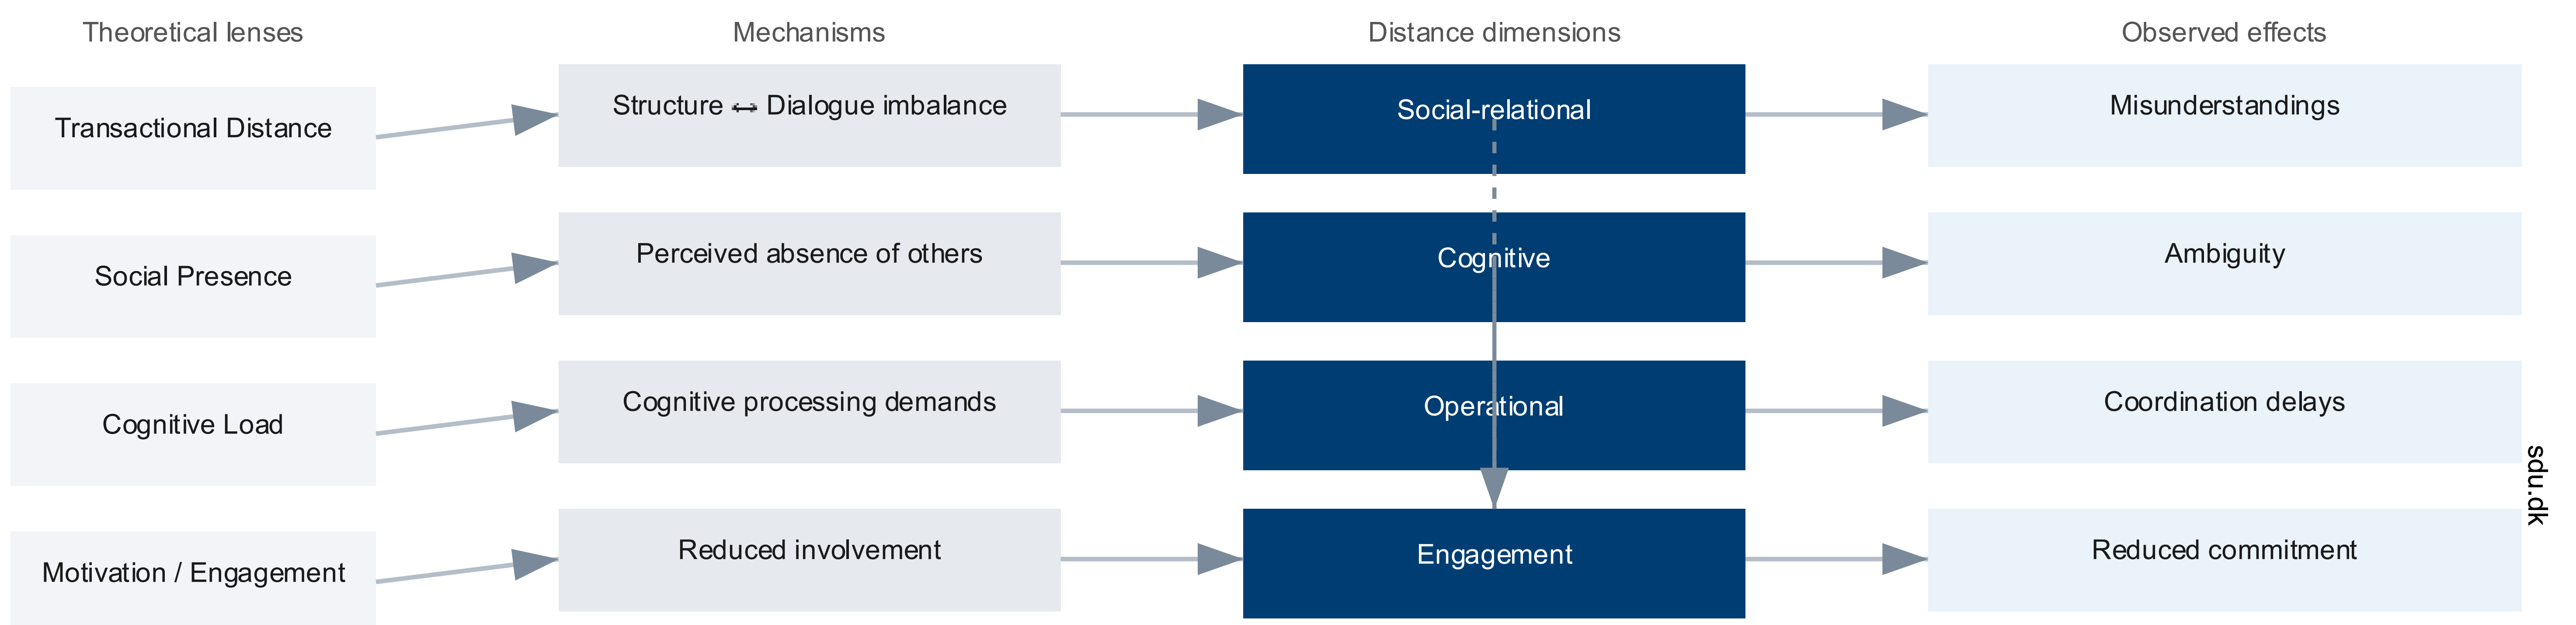 Theoretical lenses
Mechanisms
Distance dimensions
Observed effects
Transactional Distance
Structure ↔ Dialogue imbalance
Social-relational
Misunderstandings
Social Presence
Perceived absence of others
Cognitive
Ambiguity
Cognitive Load
Cognitive processing demands
Operational
Coordination delays
Motivation / Engagement
Reduced involvement
Engagement
Reduced commitment
sdu.dk